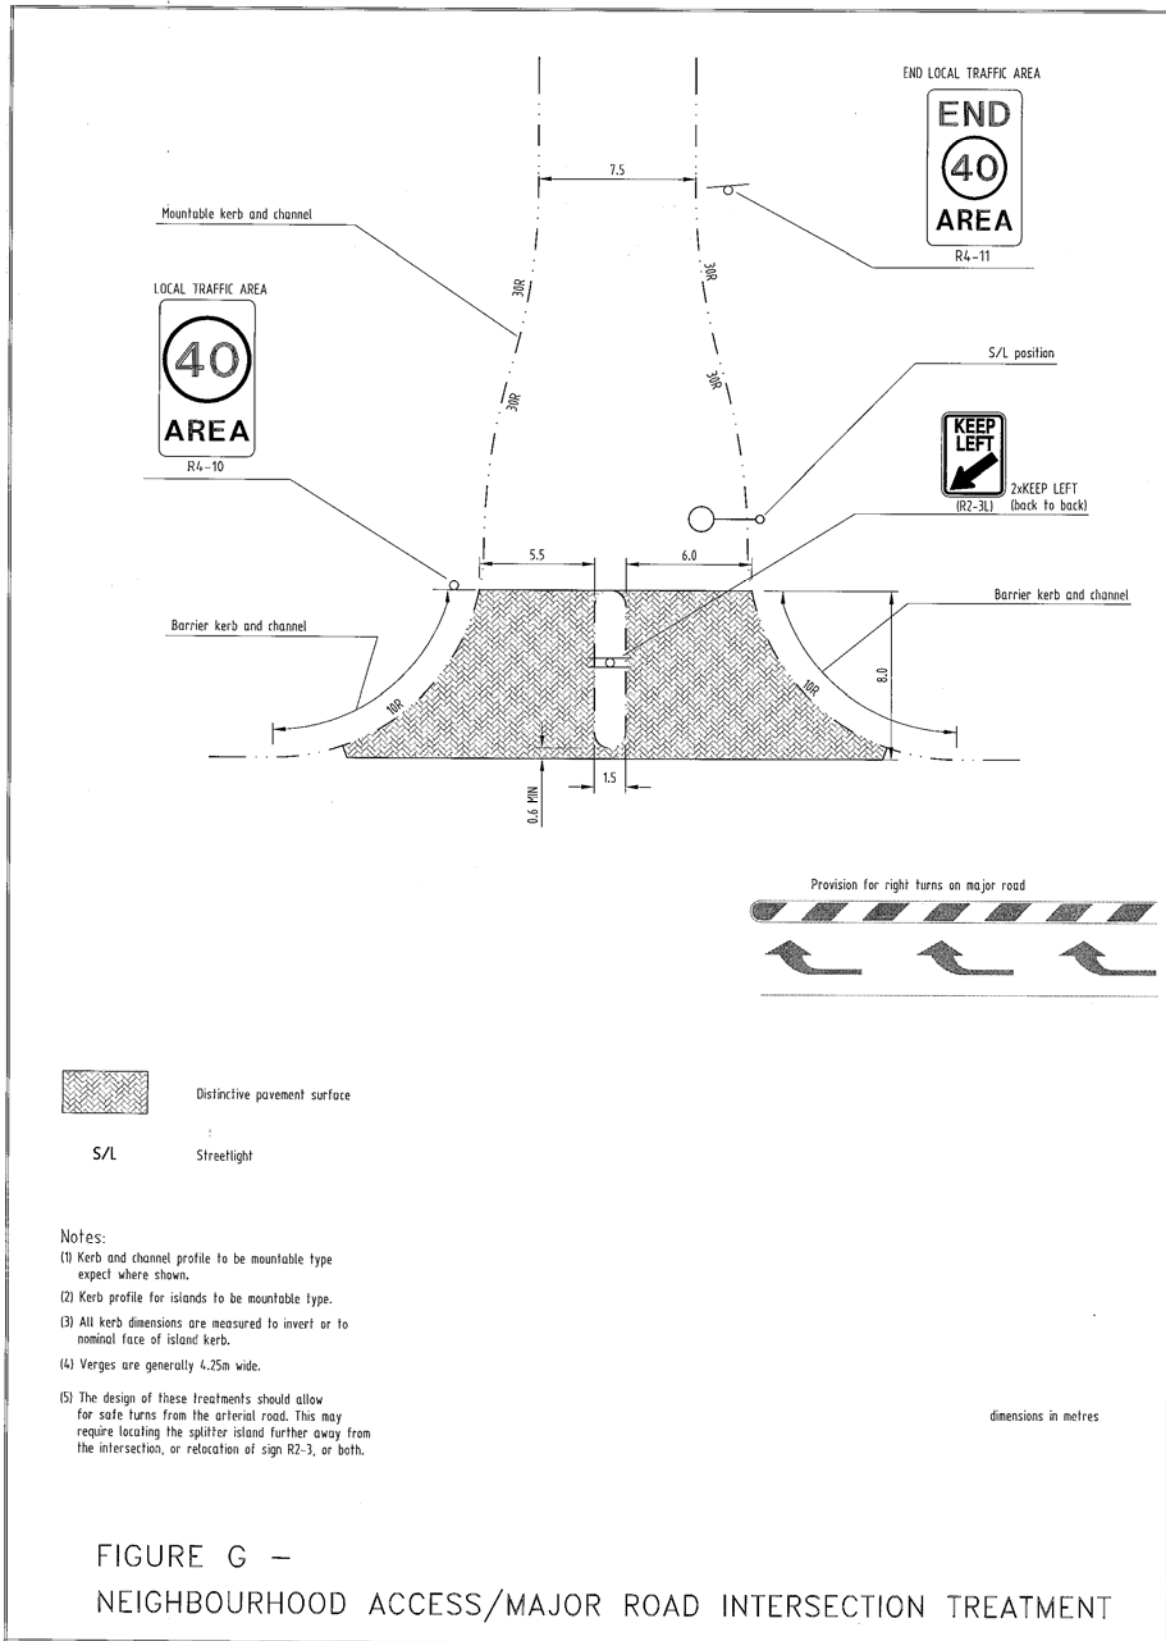 END LOCAL TRAFFIC AREA
END
40
AREA
R4-11
7.5
Mountable kerb and channel
30R
30R
LOCAL TRAFFIC AREA
40
AREA
R4-10
S/L position
30R
30R
KEEP
LEFT
(R2-3L)
2xKEEP LEFT
(back to back)
5.5
6.0
Barrier kerb and channel
Barrier kerb and channel
10R
10R
8.0
1.5
0.6 MIN
Provision for right turns on major road
Distinctive pavement surface
S/L
Streetlight
Notes:
(1) Kerb and channel profile to be mountable type
expect where shown.
(2) Kerb profile for islands to be mountable type.
(3) All kerb dimensions are measured to invert or to
nominal face of island kerb.
(4) Verges are generally 4.25m wide.
(5) The design of these treatments should allow
for safe turns from the arterial road. This may
require locating the splitter island further away from
the intersection, or relocation of sign R2-3, or both.
dimensions in metres
FIGURE G –
NEIGHBOURHOOD ACCESS/MAJOR ROAD INTERSECTION TREATMENT